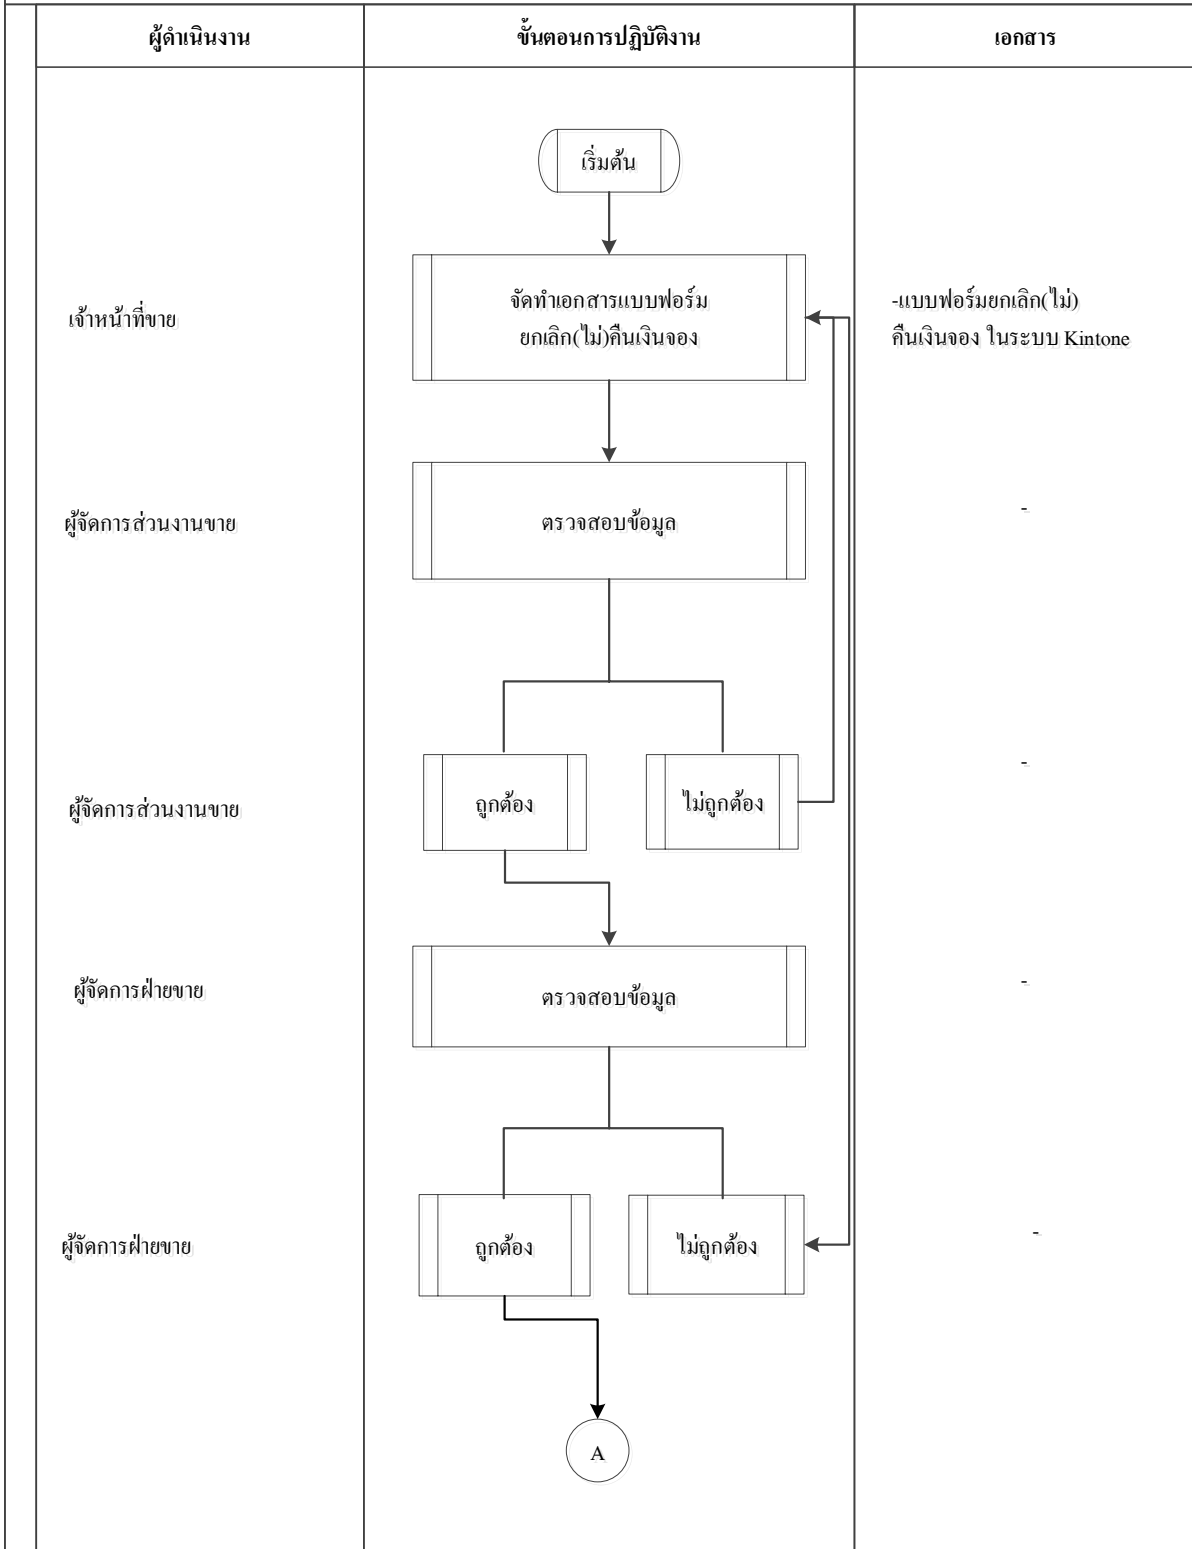 ผู้ดำเนินงาน
ขั้นตอนการปฏิบัติงาน
เอกสาร
เริ่มต้น
เจ้าหน้าที่ขาย
จัดทำเอกสารแบบฟอร์ม
ยกเลิก(ไม่)คืนเงินจอง
-แบบฟอร์มยกเลิก(ไม่)
คืนเงินจอง ในระบบ Kintone
ผู้จัดการส่วนงานขาย
ตรวจสอบข้อมูล
-
ผู้จัดการส่วนงานขาย
ถูกต้อง
ไม่ถูกต้อง
-
ผู้จัดการฝ่ายขาย
ตรวจสอบข้อมูล
-
ผู้จัดการฝ่ายขาย
ถูกต้อง
ไม่ถูกต้อง
-
A